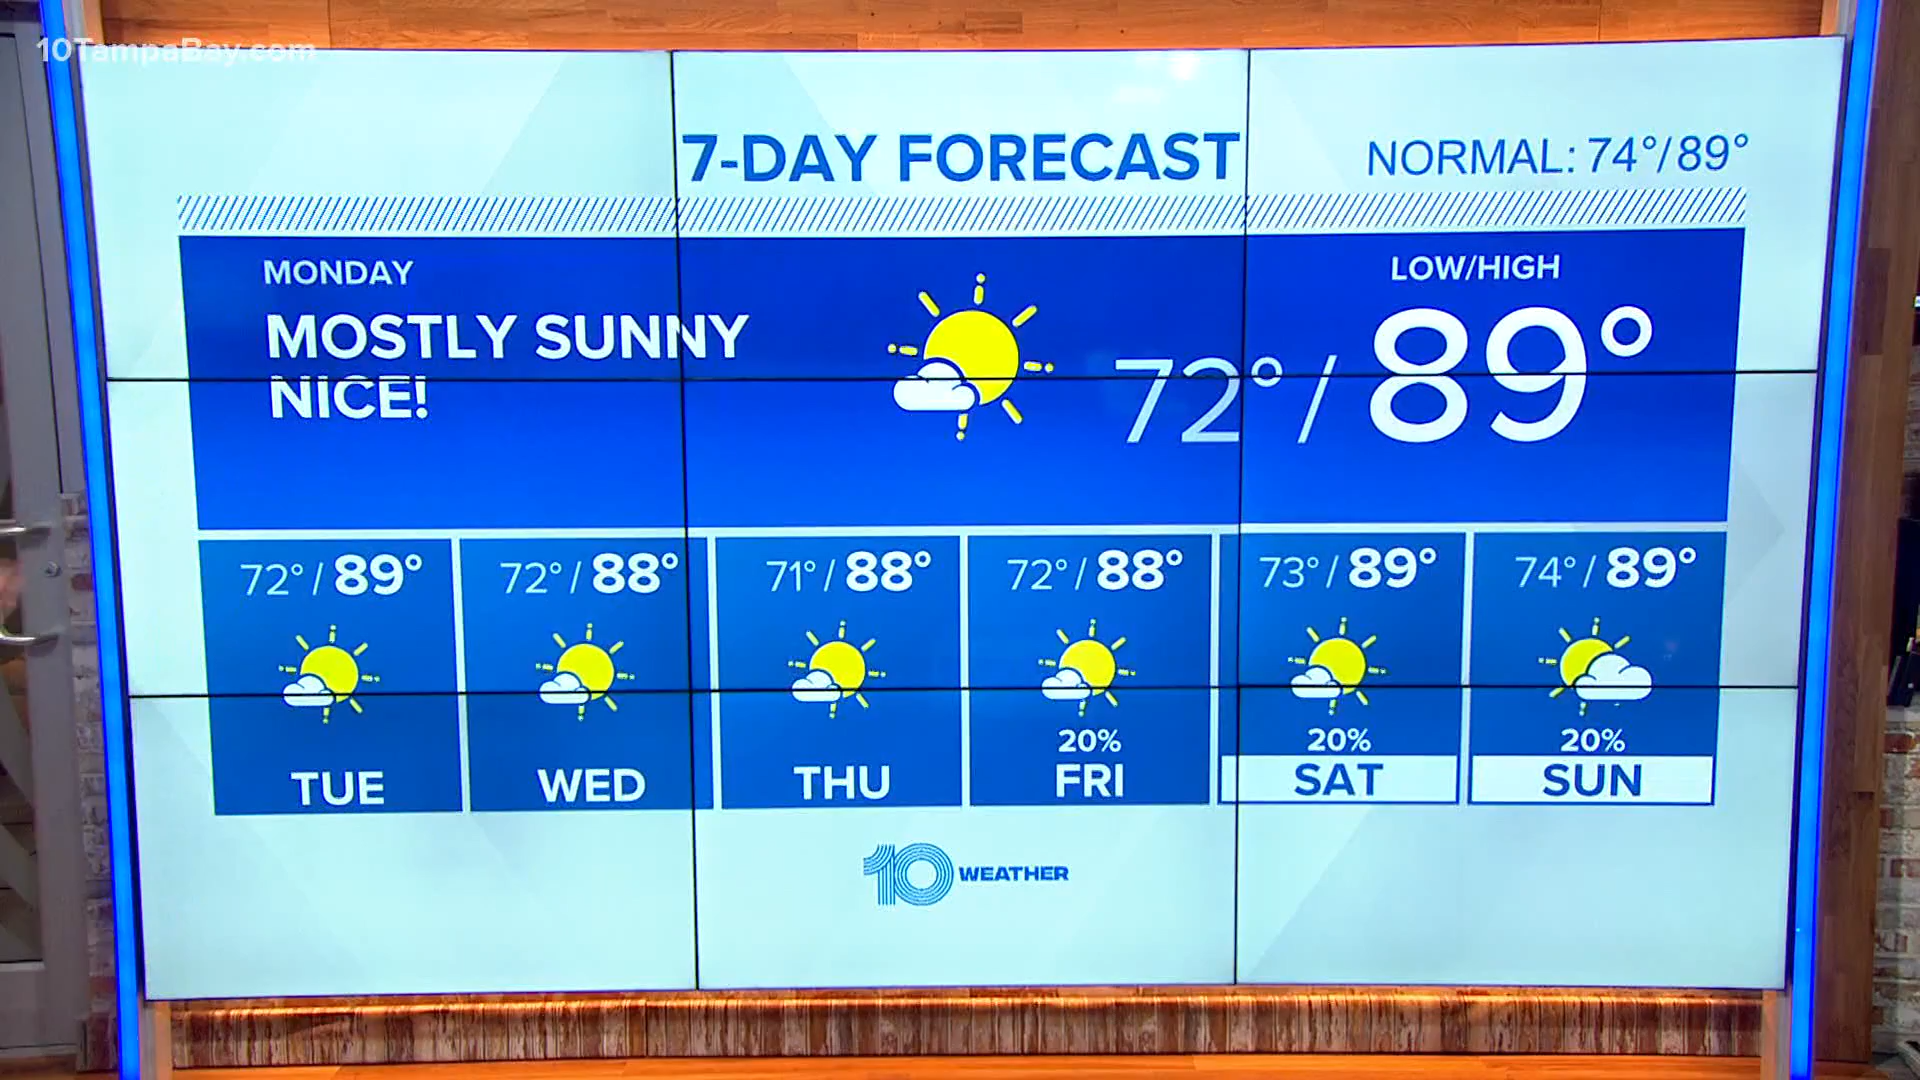 10TampaBay.com
7-DAY FORECAST
NORMAL: 74°/89°
MONDAY
MOSTLY SUNNY
NICE!
LOW/HIGH
72°/89°
72°/89°
TUE
72°/88°
WED
71°/88°
THU
72°/88°
20%
FRI
73°/89°
20%
SAT
74°/89°
20%
SUN
10 WEATHER